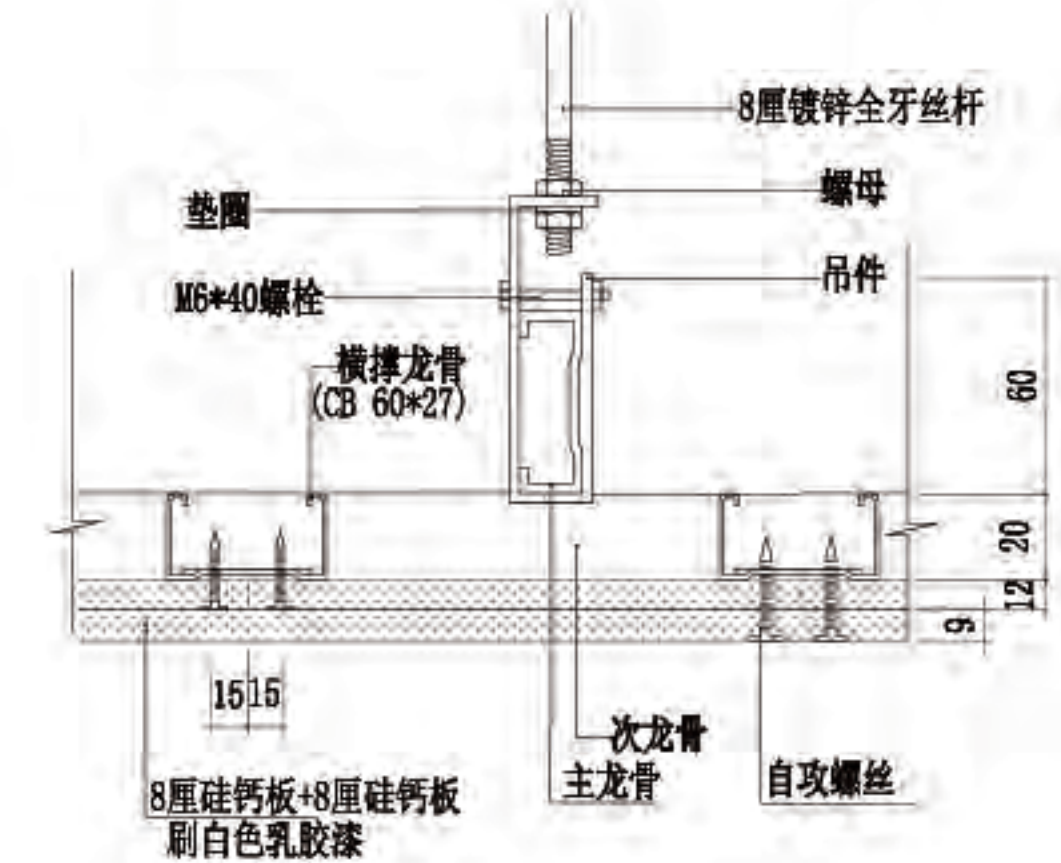 8厘镀锌全牙丝杆
垫圈
螺母
吊件
M6*40螺栓
横撑龙骨
(CB 60*27)
60
20
12
9
15
15
次龙骨
主龙骨
自攻螺丝
8厘硅钙板+8厘硅钙板
刷白色乳胶漆